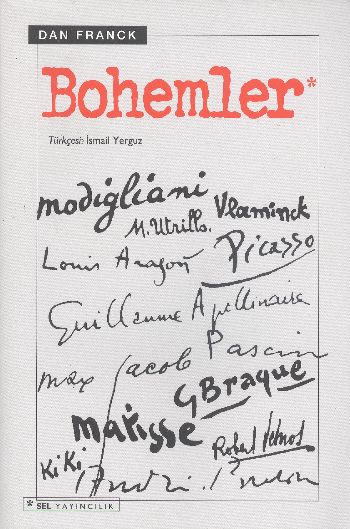 DAN FRANCK
Bohemler*
Türkçesi: İsmail Yerguz
modigliani
Vlaminck
M. Utrillo.
Picasso
Louis Aragon
Guillaume Apollinaire
Pascin
max Jacob
G Braque
matisse
Robert Desnos
KiKi
André Breton
* SEL YAYINCILIK